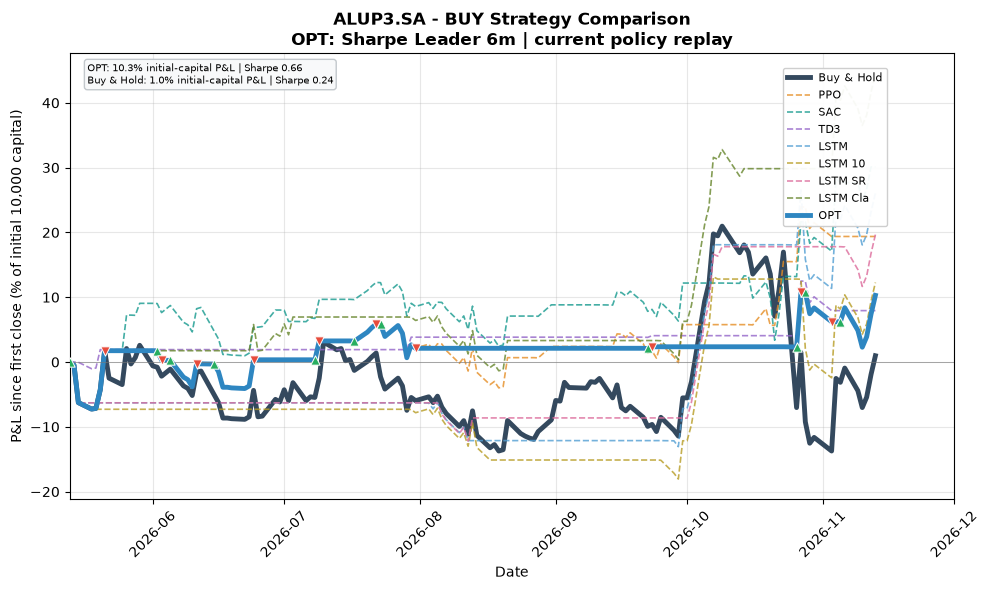 ALUP3.SA - BUY Strategy Comparison
OPT: Sharpe Leader 6m | current policy replay
OPT: 10.3% initial-capital P&L | Sharpe 0.66
Buy & Hold: 1.0% initial-capital P&L | Sharpe 0.24
Buy & Hold
PPO
SAC
TD3
LSTM
LSTM 10
LSTM SR
LSTM Cla
OPT
P&L since first close (% of initial 10,000 capital)
40
30
20
10
0
−10
−20
2026-06
2026-07
2026-08
2026-09
2026-10
2026-11
2026-12
Date